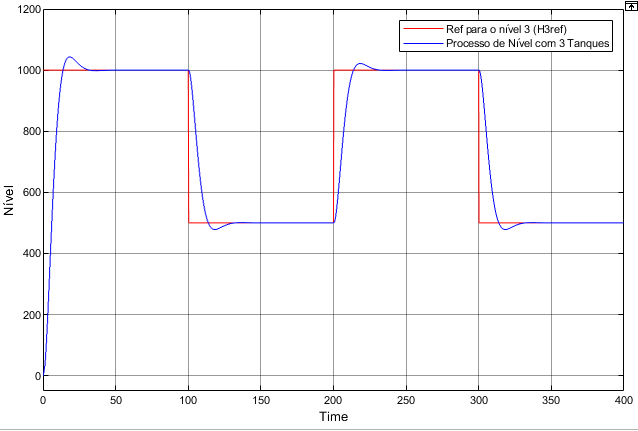 1200
Ref para o nível 3 (H3ref)
Processo de Nível com 3 Tanques
1000
800
600
400
200
0
Nível
0 50 100 150 200 250 300 350 400
Time